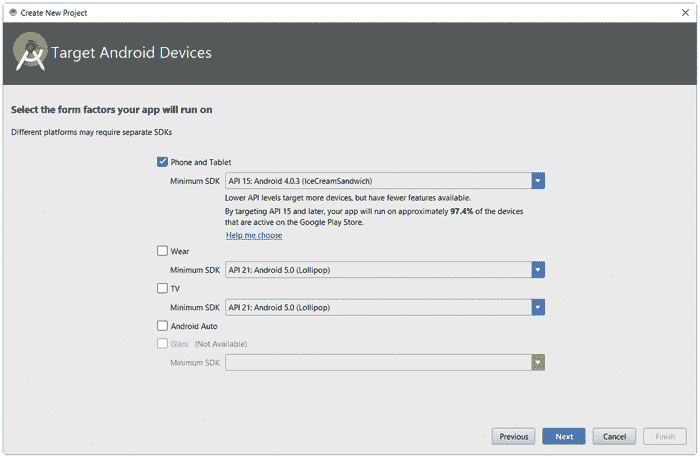 Create New Project
Target Android Devices
Select the form factors your app will run on
Different platforms may require separate SDKs
Phone and Tablet
Minimum SDK API 15: Android 4.0.3 (IceCreamSandwich)
Lower API levels target more devices, but have fewer features available.
By targeting API 15 and later, your app will run on approximately 97.4% of the devices
that are active on the Google Play Store.
Help me choose
Wear
Minimum SDK API 21: Android 5.0 (Lollipop)
TV
Minimum SDK API 21: Android 5.0 (Lollipop)
Android Auto
Glass (Not Available)
Minimum SDK
Previous Next Cancel Finish